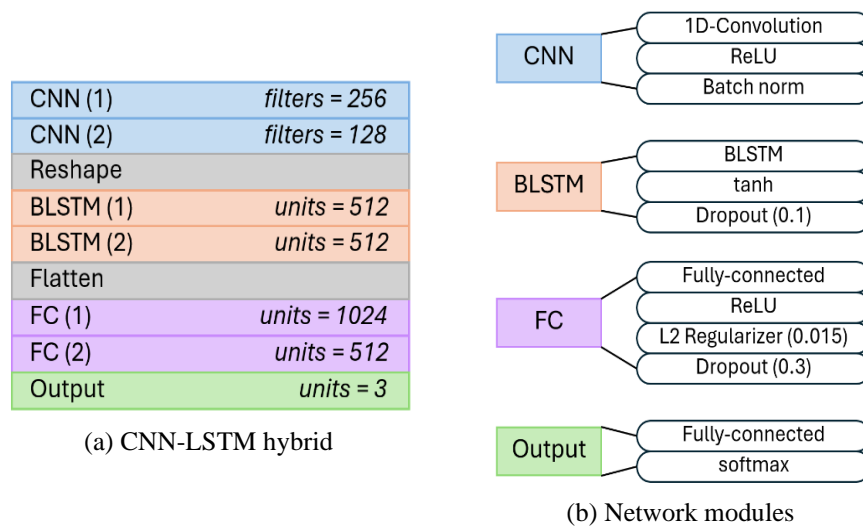 CNN (1) filters = 256
CNN (2) filters = 128
Reshape
BLSTM (1) units = 512
BLSTM (2) units = 512
Flatten
FC (1) units = 1024
FC (2) units = 512
Output units = 3
(a) CNN-LSTM hybrid
CNN
1D-Convolution
ReLU
Batch norm
BLSTM
BLSTM
tanh
Dropout (0.1)
FC
Fully-connected
ReLU
L2 Regularizer (0.015)
Dropout (0.3)
Output
Fully-connected
softmax
(b) Network modules